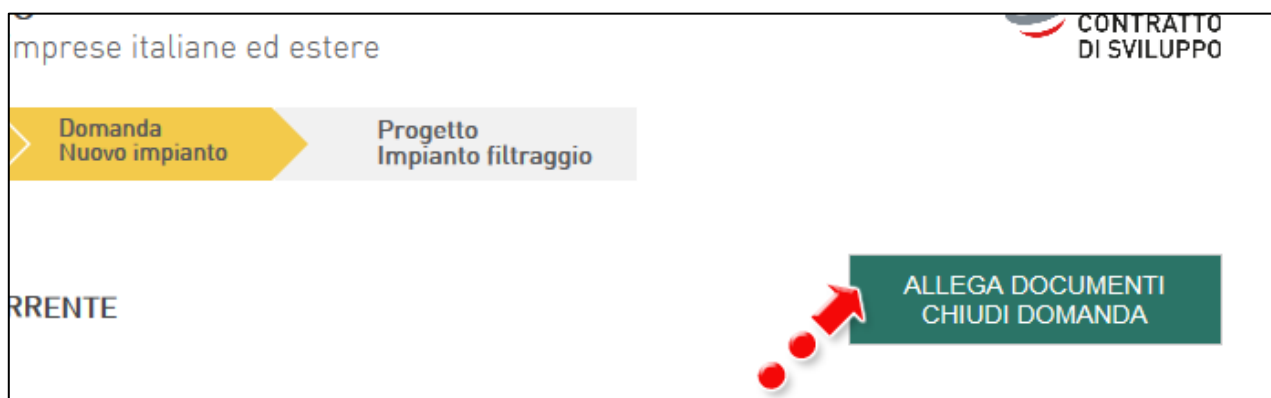 CONTRATTO
DI SVILUPPO
mprese italiane ed estere
Domanda
Nuovo impianto
Progetto
Impianto filtraggio
RRENTE
ALLEGA DOCUMENTI
CHIUDI DOMANDA